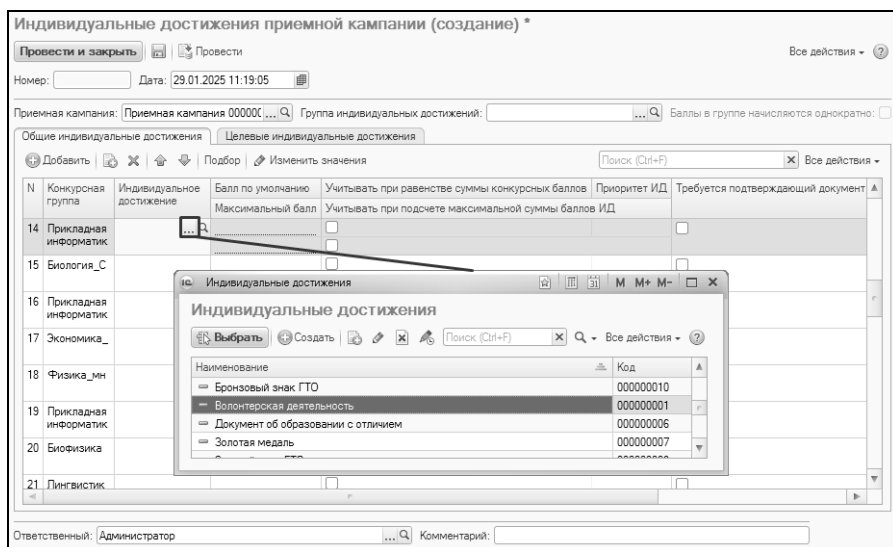 Индивидуальные достижения приемной кампании (создание) *
Провести и закрыть Провести Все действия
Номер: Дата: 29.01.2025 11:19:05
Приемная кампания: Приемная кампания 00000С ... Группа индивидуальных достижений: ... Баллы в группе начисляются однократно:
Общие индивидуальные достижения Целевые индивидуальные достижения
Добавить Подбор Изменить значения Поиск (Ctrl+F) Все действия
N Конкурсная группа Индивидуальное достижение Балл по умолчанию Учитывать при равенстве суммы конкурсных баллов Приоритет ИД Требуется подтверждающий документ
Максимальный балл Учитывать при подсчете максимальной суммы баллов ИД
14 Прикладная ...
информатик
15 Биология_С
Индивидуальные достижения 31 M M+ M-
16 Прикладная
информатик
Индивидуальные достижения
17 Экономика_
Выбрать Создать Поиск (Ctrl+F) Все действия ?
18 Физика_мн
Наименование Код
Бронзовый знак ГТО 000000010
19 Прикладная
информатик
Волонтерская деятельность 000000001
Документ об образовании с отличием 000000006
20 Биофизика
Золотая медаль 000000007
21 Лингвистик
Ответственный: Администратор ... Комментарий: